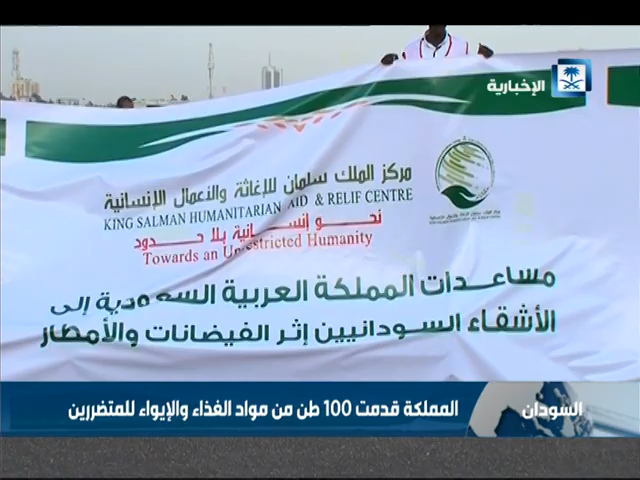 الإخبارية
مركز الملك سلمان للإغاثة والأعمال الإنسانية
KING SALMAN HUMANITARIAN AID & RELIF CENTRE
نحو إنسانية بلا حدود
Towards an Unrestricted Humanity
مساعدات المملكة العربية السعودية إلى
الأشقاء السودانيين إثر الفيضانات والأمطار
السودان
المملكة قدمت 100 طن من مواد الغذاء والإيواء للمتضررين